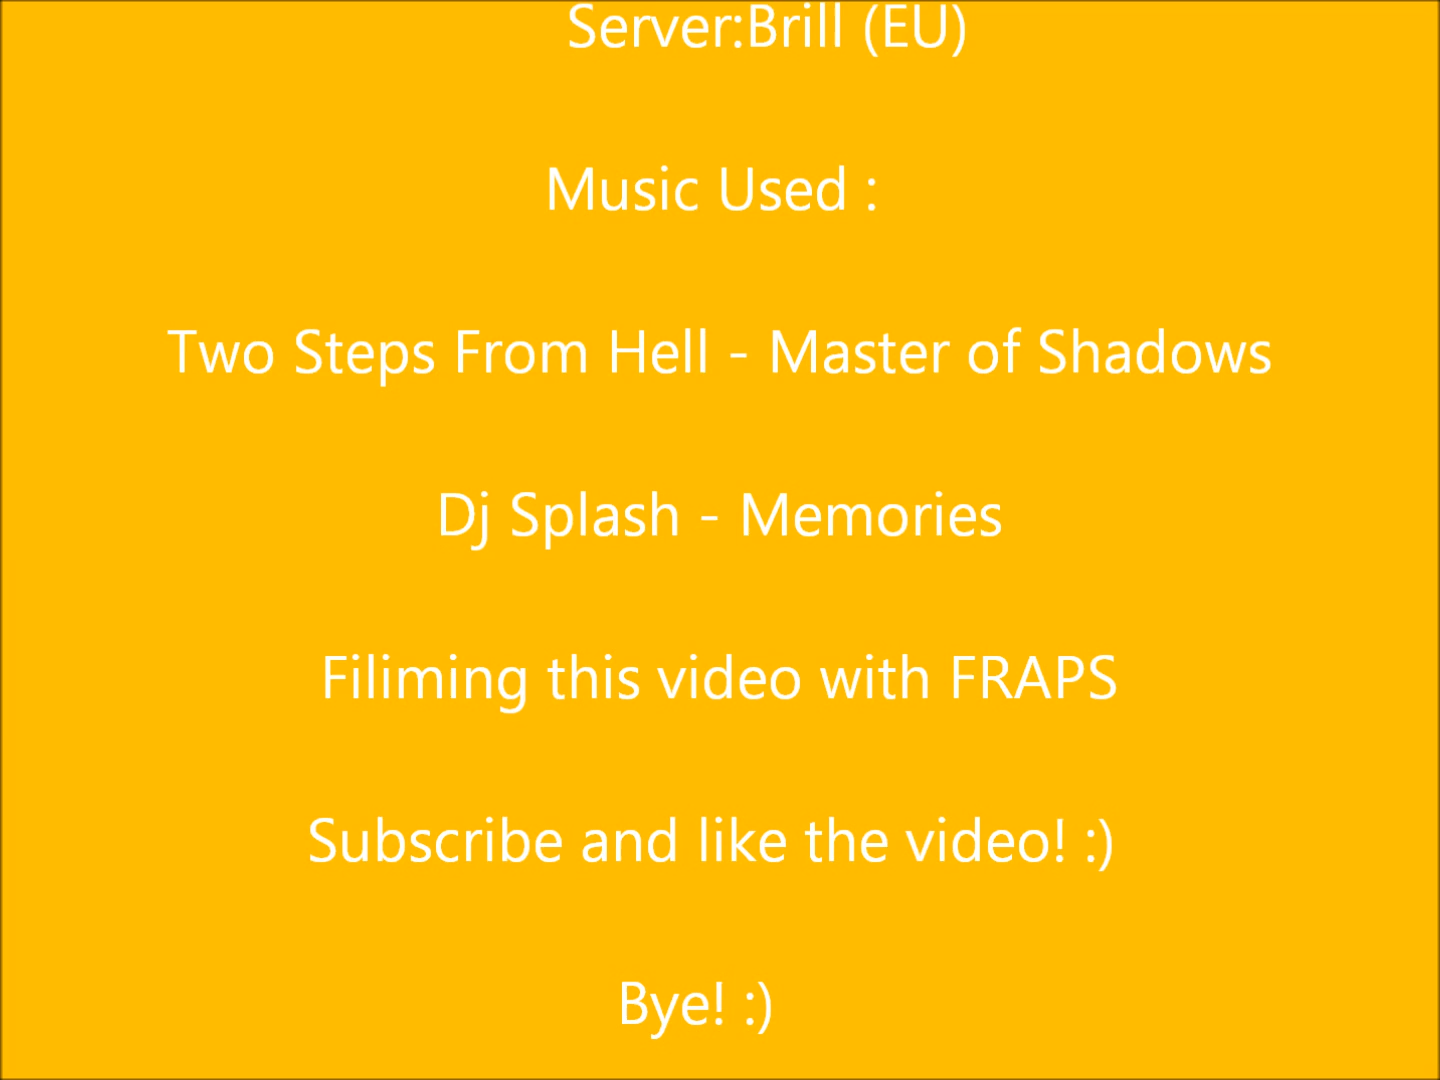 Server:Brill (EU)
Music Used :
Two Steps From Hell - Master of Shadows
Dj Splash - Memories
Filiming this video with FRAPS
Subscribe and like the video! :)
Bye! :)